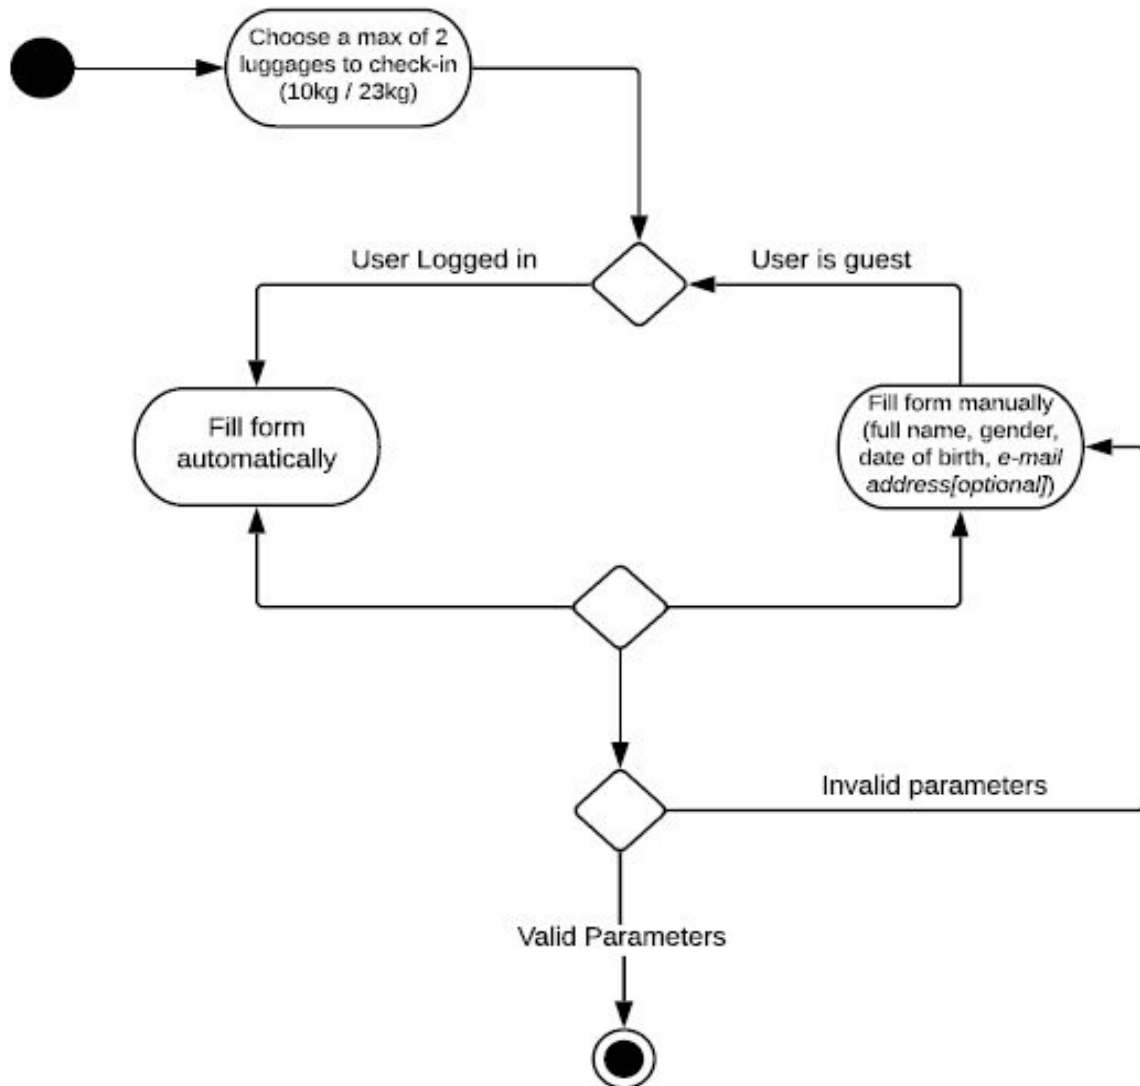 Choose a max of 2
luggages to check-in
(10kg / 23kg)
User Logged in
User is guest
Fill form
automatically
Fill form manually
(full name, gender,
date of birth, e-mail
address[optional])
Invalid parameters
Valid Parameters